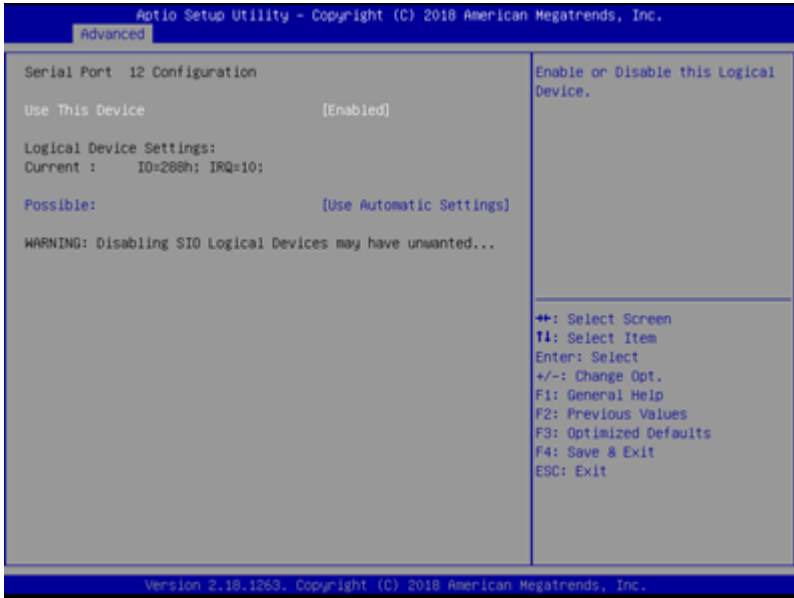 Aptio Setup Utility – Copyright (C) 2018 American Megatrends, Inc.
Advanced
Serial Port  12 Configuration
Use This Device [Enabled]
Logical Device Settings:
Current :  IO=288h; IRQ=10;
Possible: [Use Automatic Settings]
WARNING: Disabling SIO Logical Devices may have unwanted...
Enable or Disable this Logical
Device.
→←: Select Screen
↑↓: Select Item
Enter: Select
+/-: Change Opt.
F1: General Help
F2: Previous Values
F3: Optimized Defaults
F4: Save & Exit
ESC: Exit
Version 2.18.1263. Copyright (C) 2018 American Megatrends, Inc.